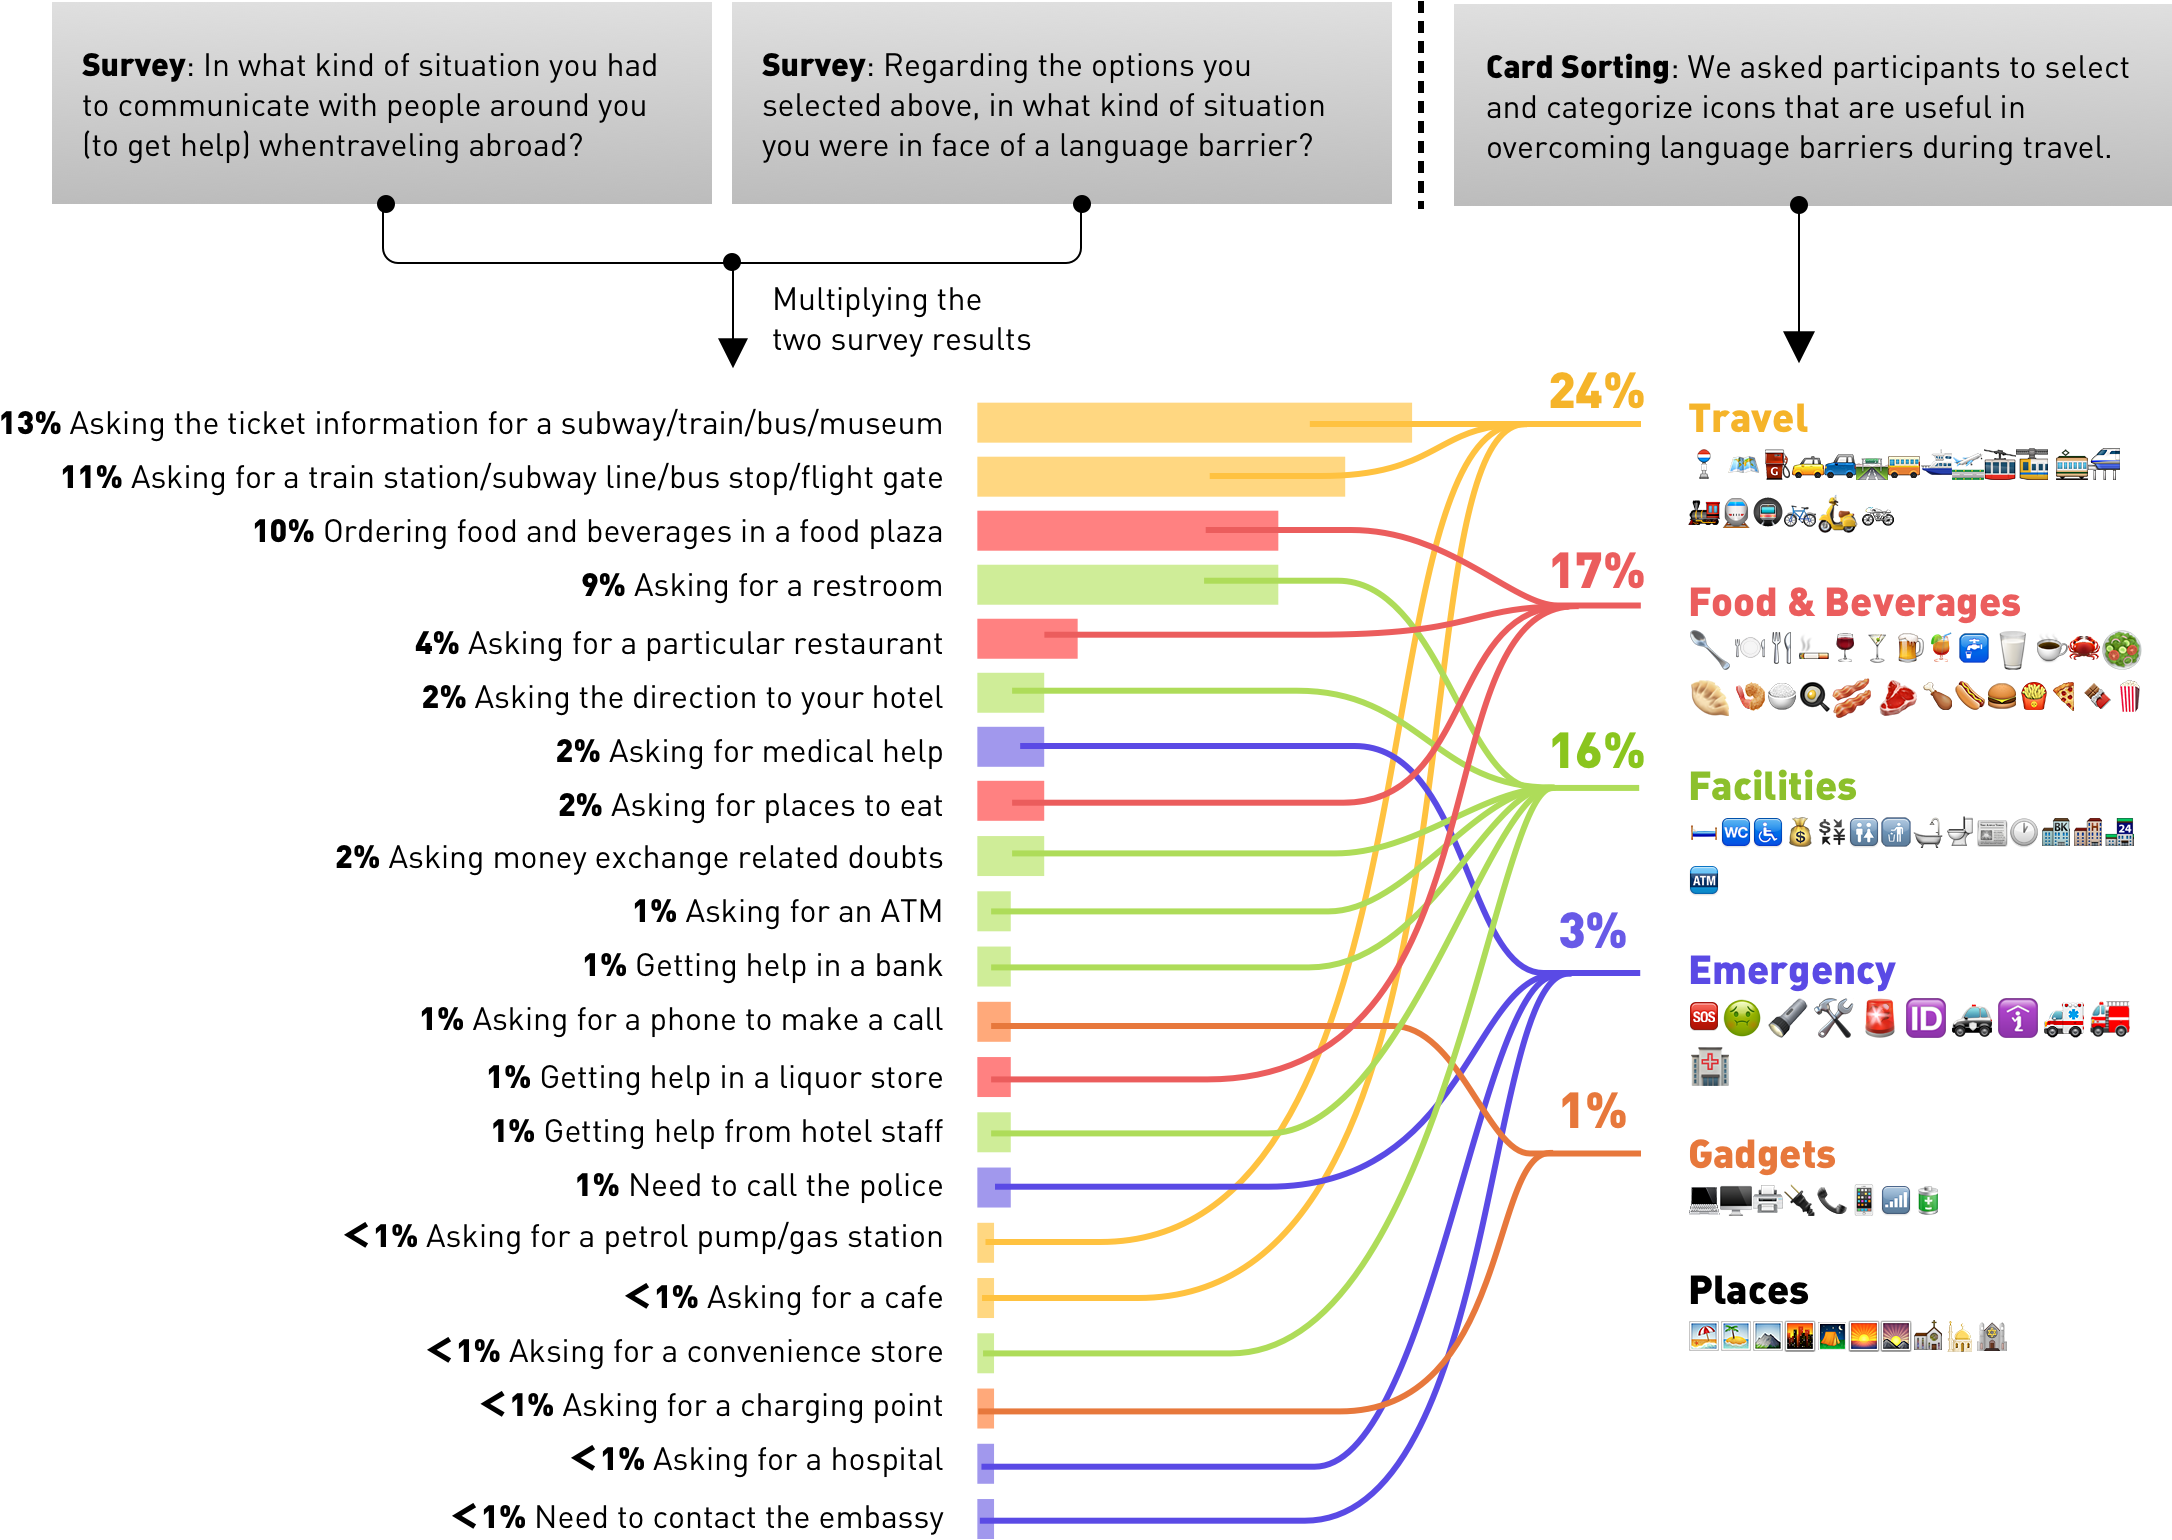 Survey: In what kind of situation you had
to communicate with people around you
(to get help) whentraveling abroad?
Survey: Regarding the options you
selected above, in what kind of situation
you were in face of a language barrier?
Card Sorting: We asked participants to select
and categorize icons that are useful in
overcoming language barriers during travel.
Multiplying the
two survey results
13% Asking the ticket information for a subway/train/bus/museum
11% Asking for a train station/subway line/bus stop/flight gate
10% Ordering food and beverages in a food plaza
9% Asking for a restroom
4% Asking for a particular restaurant
2% Asking the direction to your hotel
2% Asking for medical help
2% Asking for places to eat
2% Asking money exchange related doubts
1% Asking for an ATM
1% Getting help in a bank
1% Asking for a phone to make a call
1% Getting help in a liquor store
1% Getting help from hotel staff
1% Need to call the police
<1% Asking for a petrol pump/gas station
<1% Asking for a cafe
<1% Aksing for a convenience store
<1% Asking for a charging point
<1% Asking for a hospital
<1% Need to contact the embassy
24%
Travel
17%
Food & Beverages
16%
Facilities
WC
$
BK
H
24
ATM
3%
Emergency
SOS
ID
1%
Gadgets
Places